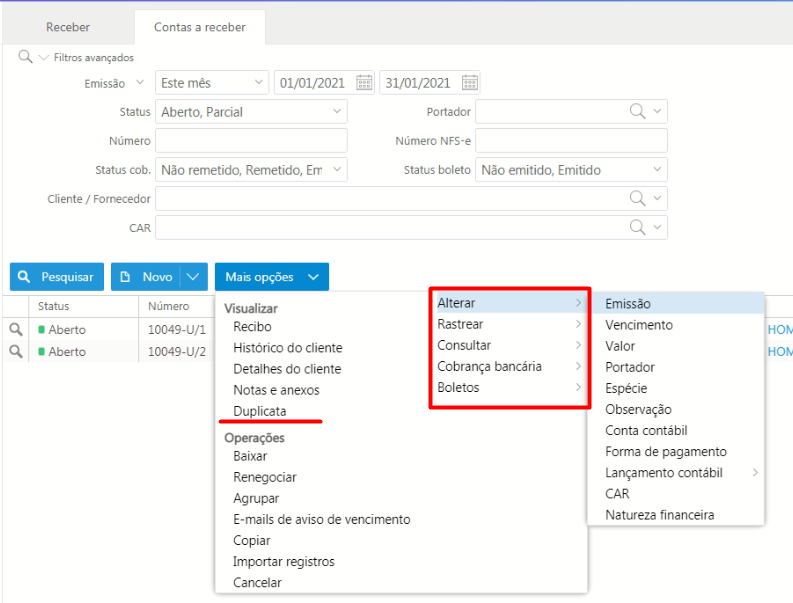 Receber Contas a receber
Filtros avançados
Emissão Este mês 01/01/2021 31/01/2021
Status Aberto, Parcial Portador
Número Número NFS-e
Status cob. Não remetido, Remetido, Em Status boleto Não emitido, Emitido
Cliente / Fornecedor
CAR
Pesquisar Novo Mais opções
Status Número
Aberto 10049-U/1 HOM
Aberto 10049-U/2 HOM
Visualizar
Recibo
Histórico do cliente
Detalhes do cliente
Notas e anexos
Duplicata
Operações
Baixar
Renegociar
Agrupar
E-mails de aviso de vencimento
Copiar
Importar registros
Cancelar
Alterar
Rastrear
Consultar
Cobrança bancária
Boletos
Emissão
Vencimento
Valor
Portador
Espécie
Observação
Conta contábil
Forma de pagamento
Lançamento contábil
CAR
Natureza financeira